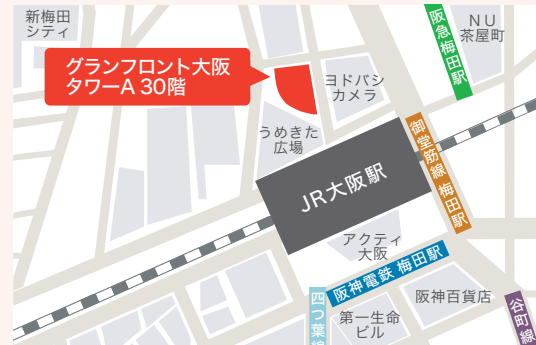 新梅田
シティ
グランフロント大阪
タワーA 30階
ヨドバシ
カメラ
阪急梅田駅
NU
茶屋町
うめきた
広場
JR大阪駅
御堂筋線 梅田駅
アクティ
大阪
阪神電鉄 梅田駅
四つ葉線
第一生命
ビル
阪神百貨店
谷町線